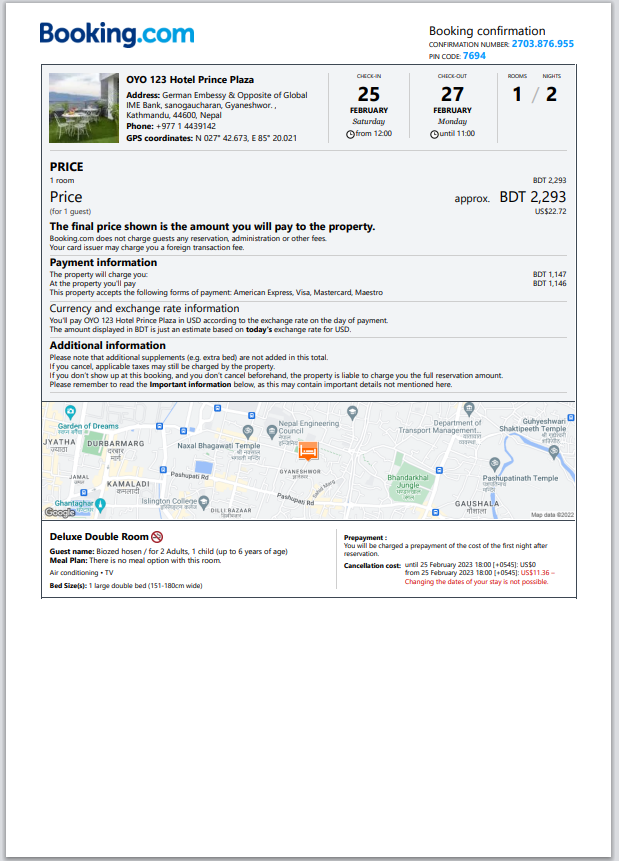 Booking.com
Booking confirmation
CONFIRMATION NUMBER: 2703.876.955
PIN CODE: 7694
OYO 123 Hotel Prince Plaza
Address: German Embessy & Opposite of Global
IME Bank, sanogaucharan, Gyaneshwor. ,
Kathmandu, 44600, Nepal
Phone: +977 1 4439142
GPS coordinates: N 027° 42.673, E 85° 20.021
CHECK-IN
25
FEBRUARY
Saturday
from 12:00
CHECK-OUT
27
FEBRUARY
Monday
until 11:00
ROOMS NIGHTS
1 / 2
PRICE
1 room BDT 2,293
Price approx. BDT 2,293
(for 1 guest) US$22.72
The final price shown is the amount you will pay to the property.
Booking.com does not charge guests any reservation, administration or other fees.
Your card issuer may charge you a foreign transaction fee.
Payment information
The property will charge you: BDT 1,147
At the property you'll pay BDT 1,146
This property accepts the following forms of payment: American Express, Visa, Mastercard, Maestro
Currency and exchange rate information
You'll pay OYO 123 Hotel Prince Plaza in USD according to the exchange rate on the day of payment.
The amount displayed in BDT is just an estimate based on today's exchange rate for USD.
Additional information
Please note that additional supplements (e.g. extra bed) are not added in this total.
If you cancel, applicable taxes may still be charged by the property.
If you don't show up at this booking, and you don't cancel beforehand, the property is liable to charge you the full reservation amount.
Please remember to read the Important information below, as this may contain important details not mentioned here.
Garden of Dreams
JYATHA
ज्याठा
DURBARMARG
दरबार
मार्ग
Naxal Bhagawati Temple
Nepal Engineering
Council
Department of
Transport Management...
Guhyeshwari
Shaktipeeth Temple
GYANESHWOR
JAMAL
जमल
KAMALADI
कमलादी
Pashupati Rd
Bhandarkhal
Jungle
Pashupatinath Temple
Ghantaghar
Islington College
DILLIBAZAAR
Pashupati Rd
GAUSHALA
गौशाला
Google
Map data ©2022
Deluxe Double Room
Guest name: Biozed hosen / for 2 Adults, 1 child (up to 6 years of age)
Meal Plan: There is no meal option with this room.
Air conditioning • TV
Bed Size(s): 1 large double bed (151-180cm wide)
Prepayment :
You will be charged a prepayment of the cost of the first night after
reservation.
Cancellation cost: until 25 February 2023 18:00 [+0545]: US$0
from 25 February 2023 18:00 [+0545]: US$11.36 –
Changing the dates of your stay is not possible.